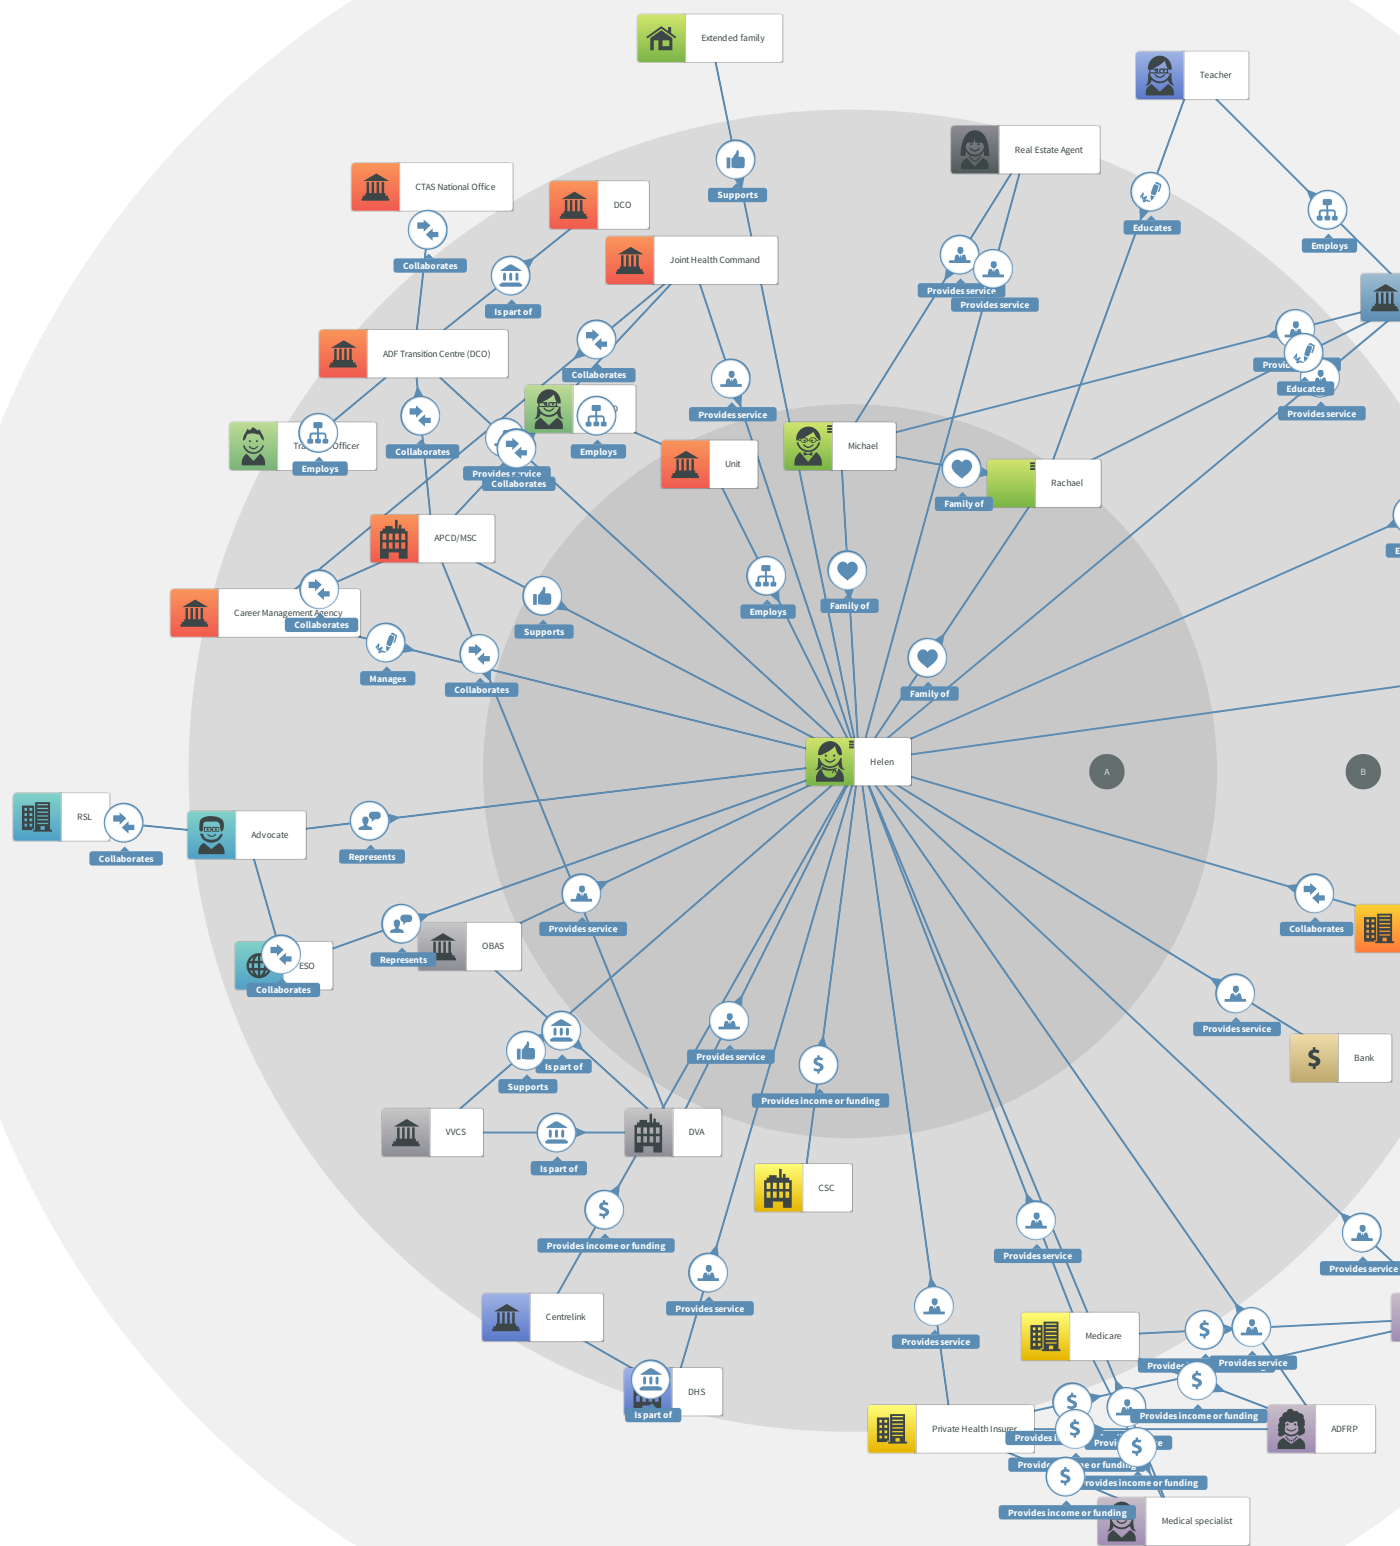 Extended family
Teacher
Real Estate Agent
Supports
CTAS National Office
DCO
Educates
Employs
Collaborates
Joint Health Command
Is part of
Provides service
Provides service
ADF Transition Centre (DCO)
Collaborates
Educates
Provides service
Provides service
Michael
Officer
Collaborates
Employs
Employs
Unit
Rachael
Provides service
Collaborates
Family of
APCD/MSC
Career Management Agency
Collaborates
Supports
Employs
Family of
Manages
Collaborates
Family of
Helen
A
B
RSL
Collaborates
Advocate
Represents
Provides service
Collaborates
Represents
OBAS
ESO
Collaborates
Is part of
Supports
Provides service
Provides service
Bank
Provides income or funding
VVCS
Is part of
DVA
CSC
Provides income or funding
Provides service
Provides service
Centrelink
Provides service
Provides service
Medicare
Provides service
DHS
Is part of
Private Health Insurer
Provides income or funding
ADFRP
Provides income or funding
Medical specialist